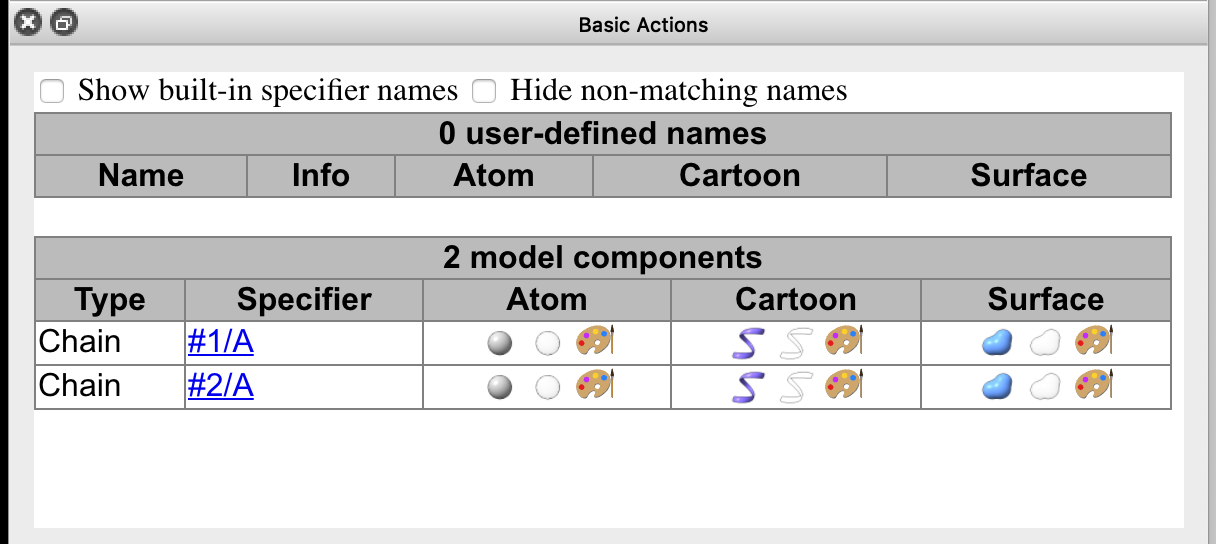 Basic Actions
Show built-in specifier names Hide non-matching names
0 user-defined names
Name Info Atom Cartoon Surface
2 model components
Type Specifier Atom Cartoon Surface
Chain #1/A
Chain #2/A